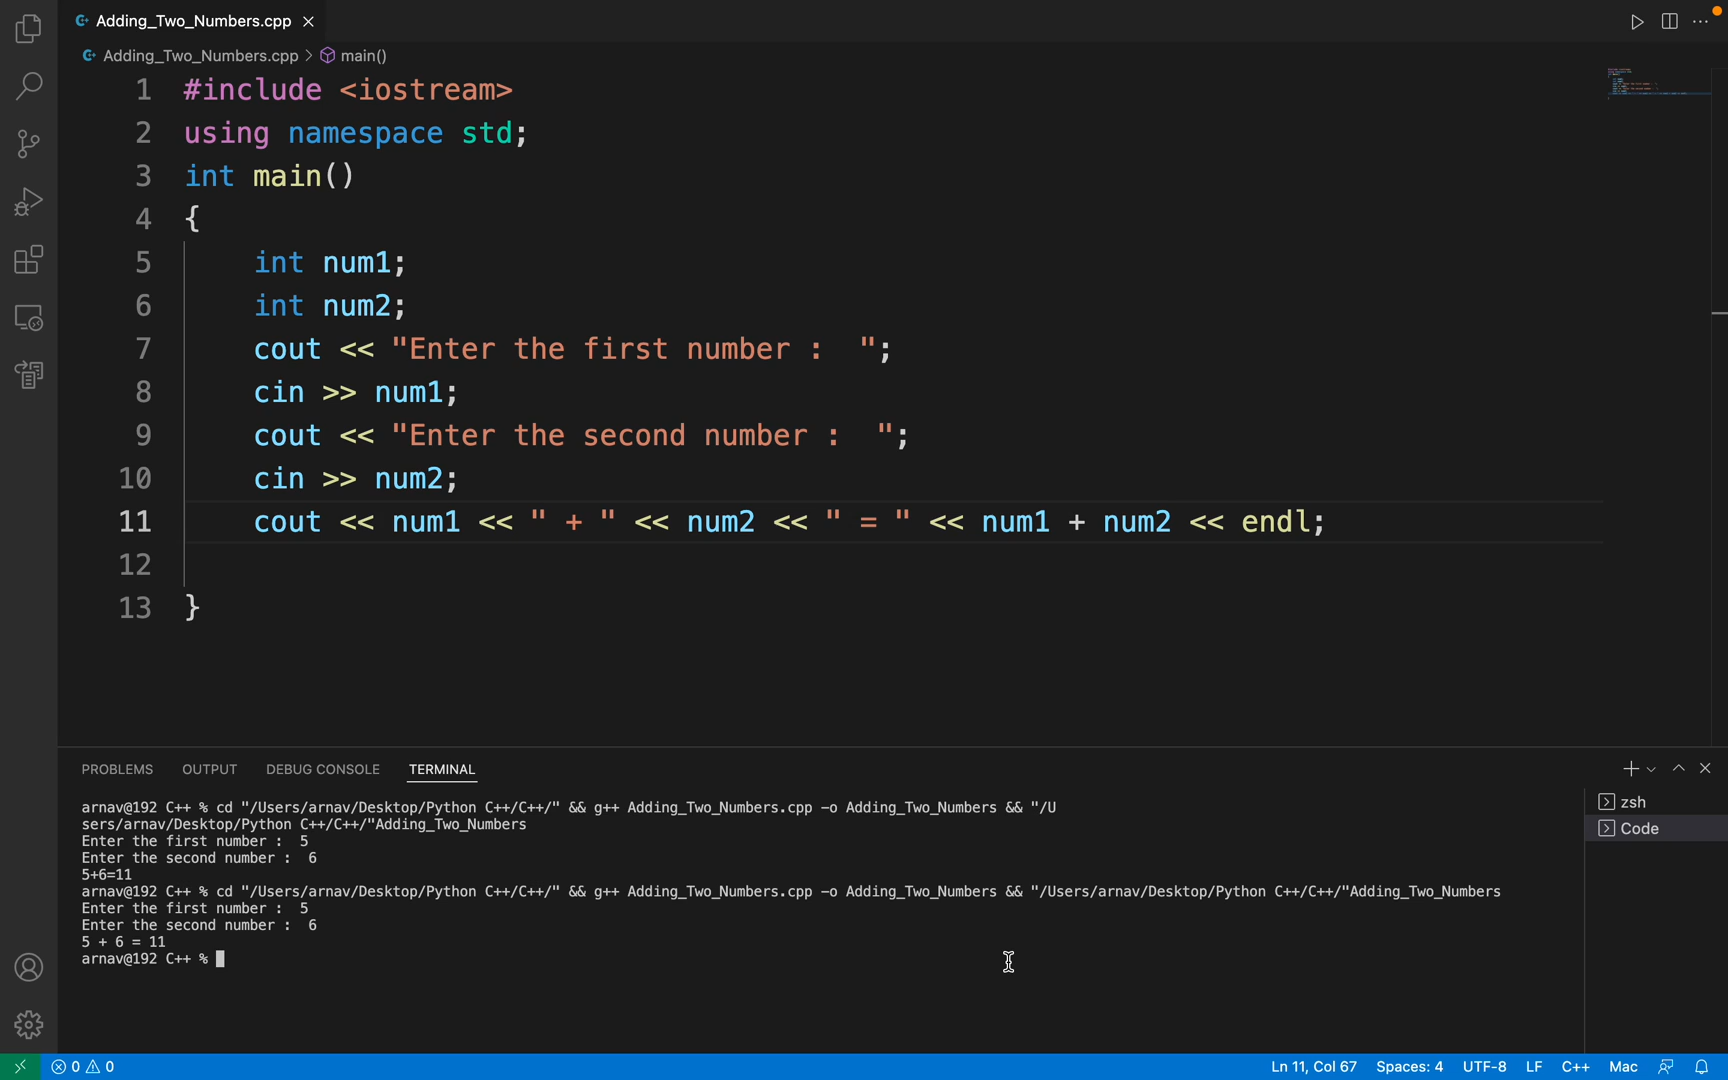 Adding_Two_Numbers.cpp
Adding_Two_Numbers.cpp > main()
1 #include <iostream>
2 using namespace std;
3 int main()
4 {
5 int num1;
6 int num2;
7 cout << "Enter the first number :  ";
8 cin >> num1;
9 cout << "Enter the second number :  ";
10 cin >> num2;
11 cout << num1 << " + " << num2 << " = " << num1 + num2 << endl;
12
13 }
PROBLEMS OUTPUT DEBUG CONSOLE TERMINAL
arnav@192 C++ % cd "/Users/arnav/Desktop/Python C++/C++/" && g++ Adding_Two_Numbers.cpp -o Adding_Two_Numbers && "/U
sers/arnav/Desktop/Python C++/C++/"Adding_Two_Numbers
Enter the first number :  5
Enter the second number :  6
5+6=11
arnav@192 C++ % cd "/Users/arnav/Desktop/Python C++/C++/" && g++ Adding_Two_Numbers.cpp -o Adding_Two_Numbers && "/Users/arnav/Desktop/Python C++/C++/"Adding_Two_Numbers
Enter the first number :  5
Enter the second number :  6
5 + 6 = 11
arnav@192 C++ %
zsh
Code
0 0 Ln 11, Col 67 Spaces: 4 UTF-8 LF C++ Mac